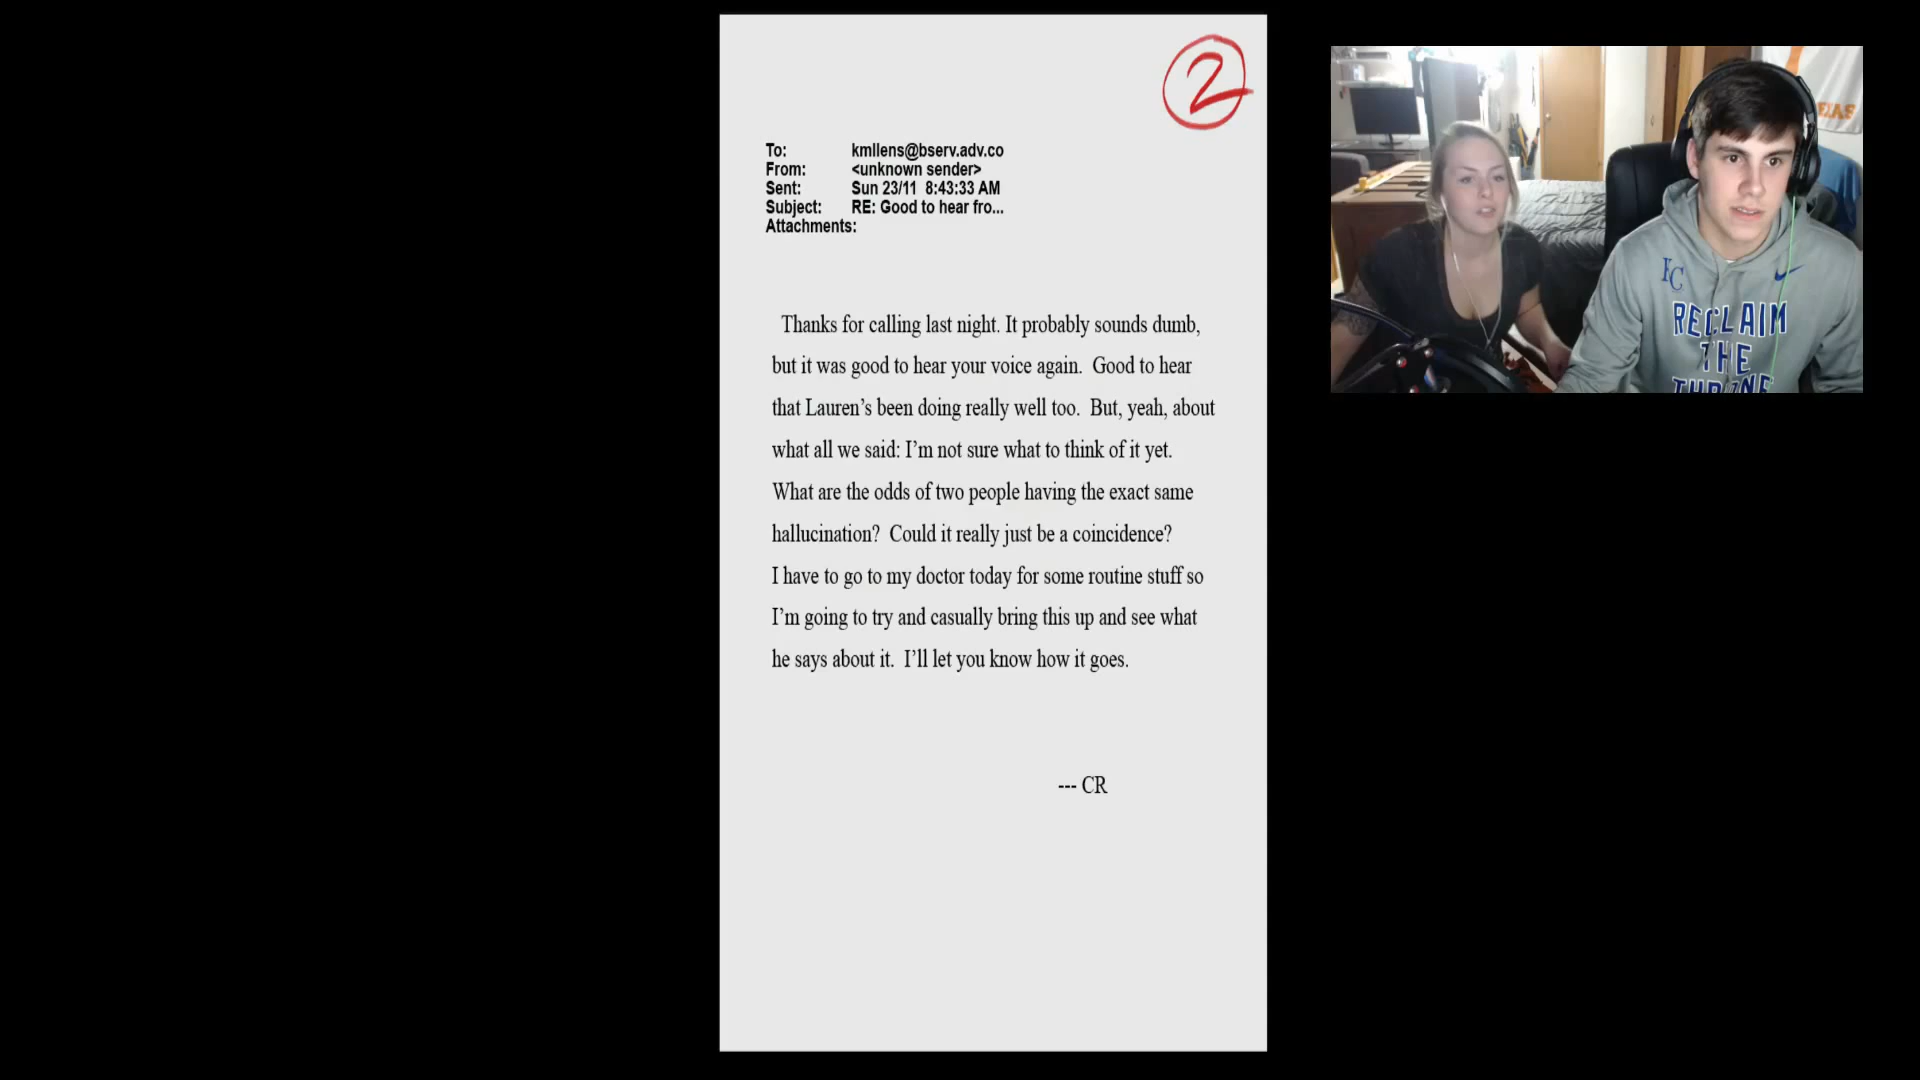 2
To: kmllens@bserv.adv.co
From: <unknown sender>
Sent: Sun 23/11 8:43:33 AM
Subject: RE: Good to hear fro...
Attachments:
Thanks for calling last night. It probably sounds dumb,
but it was good to hear your voice again. Good to hear
that Lauren's been doing really well too. But, yeah, about
what all we said: I'm not sure what to think of it yet.
What are the odds of two people having the exact same
hallucination? Could it really just be a coincidence?
I have to go to my doctor today for some routine stuff so
I'm going to try and casually bring this up and see what
he says about it. I'll let you know how it goes.
--- CR
KC
RECLAIM
THE
THRONE